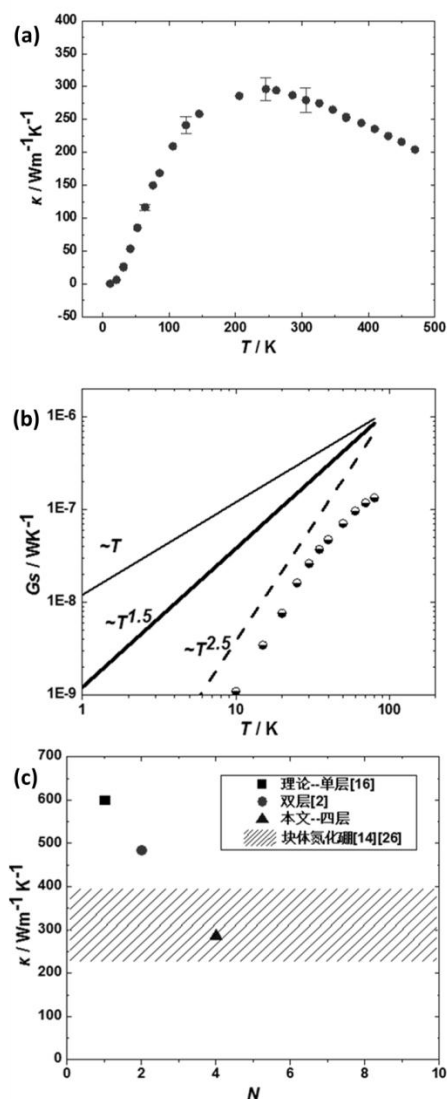 (a)
400
350
300
250
200
150
100
50
0
-50
κ / Wm⁻¹K⁻¹
0 100 200 300 400 500
T / K
(b)
1E-6
1E-7
1E-8
1E-9
Gs / WK⁻¹
~T
~T¹·⁵
~T²·⁵
1 10 100
T / K
(c)
700
600
500
400
300
200
100
0
κ / Wm⁻¹ K⁻¹
理论--单层[16]
双层[2]
本文--四层
块体氮化硼[14][26]
0 2 4 6 8 10
N